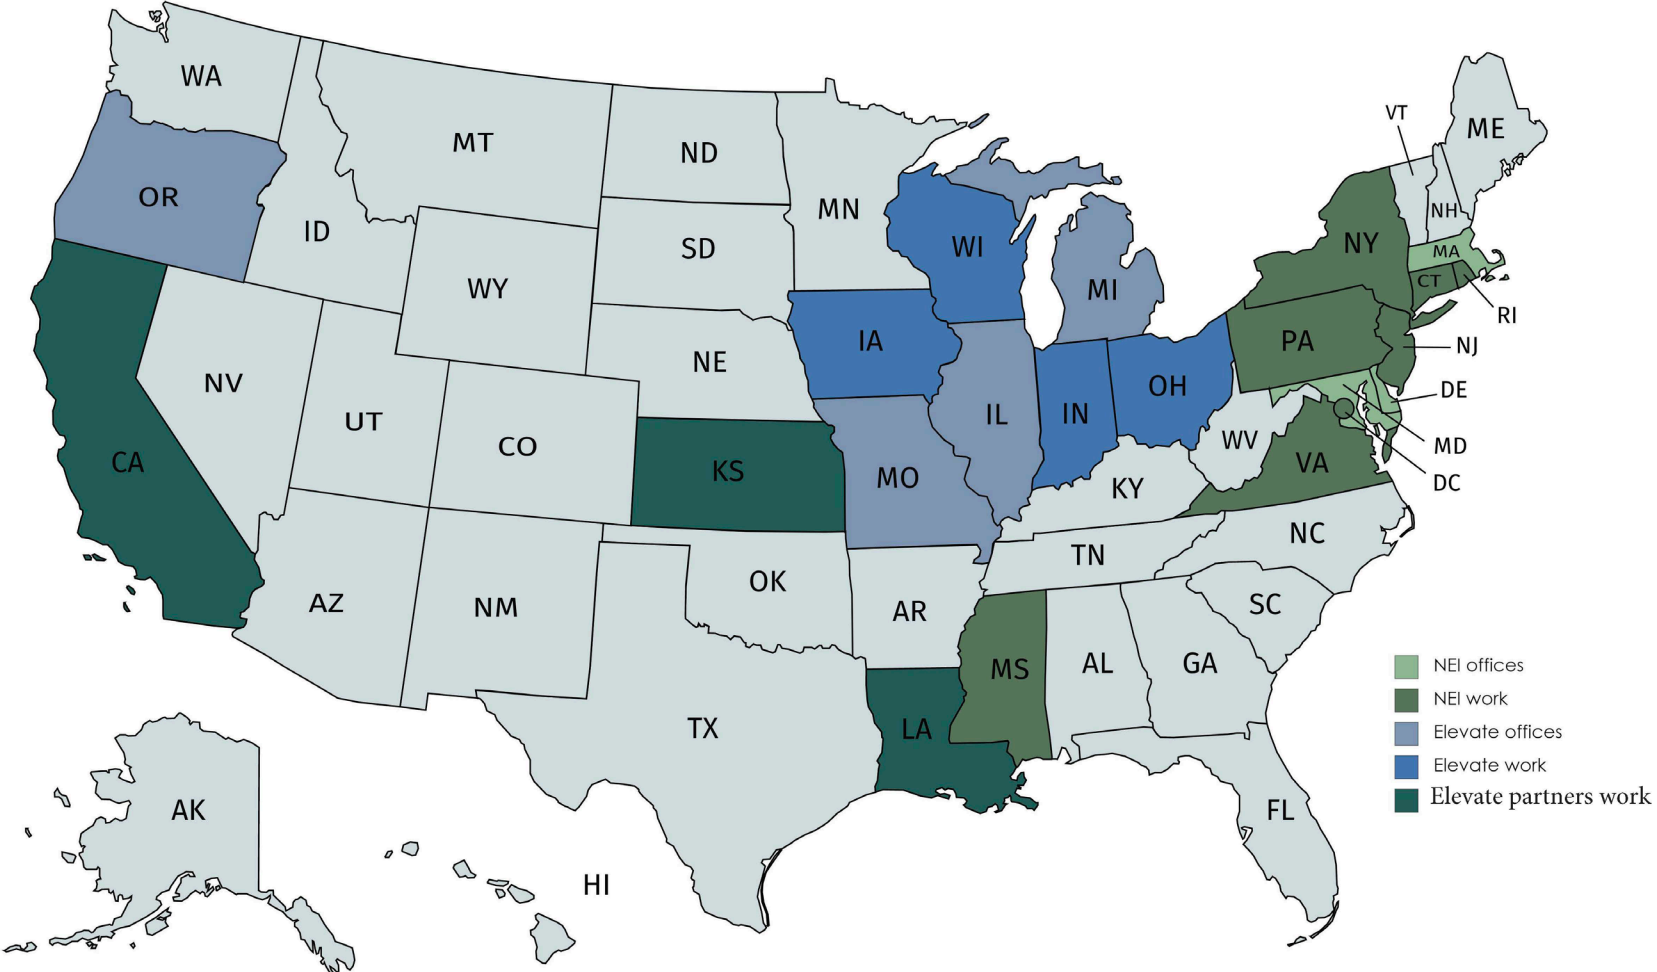 WA
MT
ND
MN
VT
ME
OR
ID
SD
WI
MI
NY
NH
MA
CT
RI
WY
NE
IA
PA
NJ
NV
UT
CO
IL
IN
OH
DE
MD
DC
WV
VA
CA
KS
MO
KY
NC
TN
AZ
NM
OK
AR
SC
MS
AL
GA
TX
LA
FL
AK
HI
NEI offices
NEI work
Elevate offices
Elevate work
Elevate partners work